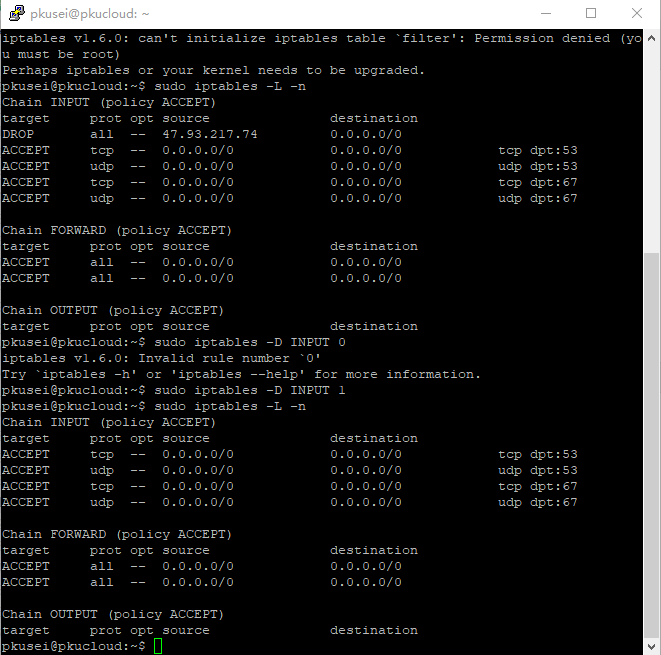 pkusei@pkucloud: ~
iptables v1.6.0: can't initialize iptables table `filter': Permission denied (yo
u must be root)
Perhaps iptables or your kernel needs to be upgraded.
pkusei@pkucloud:~$ sudo iptables -L -n
Chain INPUT (policy ACCEPT)
target     prot opt source               destination
DROP       all  --  47.93.217.74         0.0.0.0/0
ACCEPT     tcp  --  0.0.0.0/0            0.0.0.0/0            tcp dpt:53
ACCEPT     udp  --  0.0.0.0/0            0.0.0.0/0            udp dpt:53
ACCEPT     tcp  --  0.0.0.0/0            0.0.0.0/0            tcp dpt:67
ACCEPT     udp  --  0.0.0.0/0            0.0.0.0/0            udp dpt:67
Chain FORWARD (policy ACCEPT)
target     prot opt source               destination
ACCEPT     all  --  0.0.0.0/0            0.0.0.0/0
ACCEPT     all  --  0.0.0.0/0            0.0.0.0/0
Chain OUTPUT (policy ACCEPT)
target     prot opt source               destination
pkusei@pkucloud:~$ sudo iptables -D INPUT 0
iptables v1.6.0: Invalid rule number `0'
Try `iptables -h' or 'iptables --help' for more information.
pkusei@pkucloud:~$ sudo iptables -D INPUT 1
pkusei@pkucloud:~$ sudo iptables -L -n
Chain INPUT (policy ACCEPT)
target     prot opt source               destination
ACCEPT     tcp  --  0.0.0.0/0            0.0.0.0/0            tcp dpt:53
ACCEPT     udp  --  0.0.0.0/0            0.0.0.0/0            udp dpt:53
ACCEPT     tcp  --  0.0.0.0/0            0.0.0.0/0            tcp dpt:67
ACCEPT     udp  --  0.0.0.0/0            0.0.0.0/0            udp dpt:67
Chain FORWARD (policy ACCEPT)
target     prot opt source               destination
ACCEPT     all  --  0.0.0.0/0            0.0.0.0/0
ACCEPT     all  --  0.0.0.0/0            0.0.0.0/0
Chain OUTPUT (policy ACCEPT)
target     prot opt source               destination
pkusei@pkucloud:~$